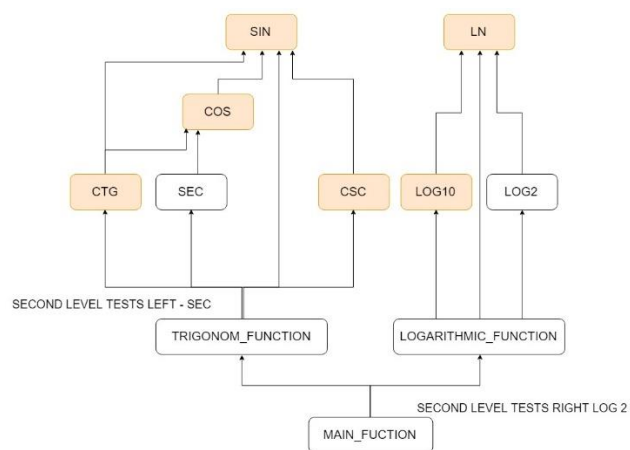 SIN
LN
COS
CTG
SEC
CSC
LOG10
LOG2
SECOND LEVEL TESTS LEFT - SEC
TRIGONOM_FUNCTION
LOGARITHMIC_FUNCTION
SECOND LEVEL TESTS RIGHT LOG 2
MAIN_FUCTION